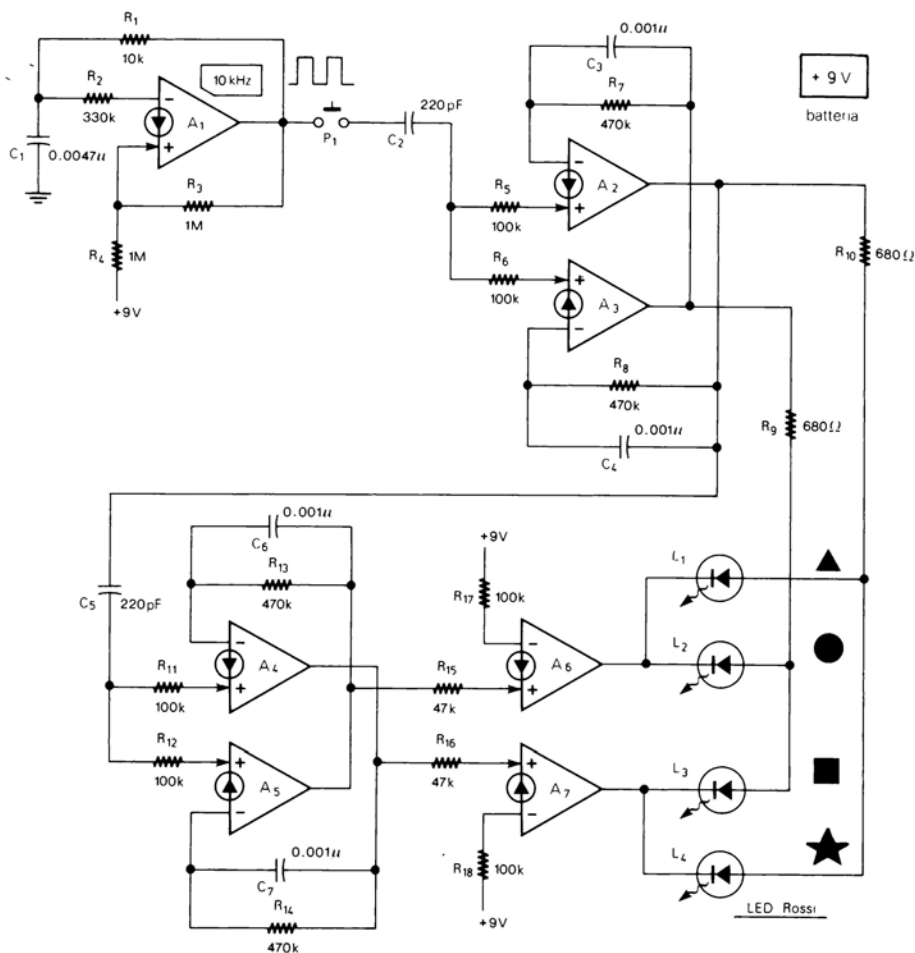 R1
10k
R2
330k
10 kHz
A1
C1
0.0047u
R3
1M
R4
1M
+9V
P1
220pF
C2
0.001u
C3
R7
470k
R5
100k
A2
R6
100k
A3
R8
470k
0.001u
C4
R10
680Ω
R9
680Ω
+ 9 V
batteria
C5
220pF
0.001u
C6
R13
470k
R11
100k
A4
R12
100k
A5
0.001u
C7
R14
470k
+9V
R17
100k
R15
47k
A6
R16
47k
A7
R18
100k
+9V
L1
L2
L3
L4
LED Rossi